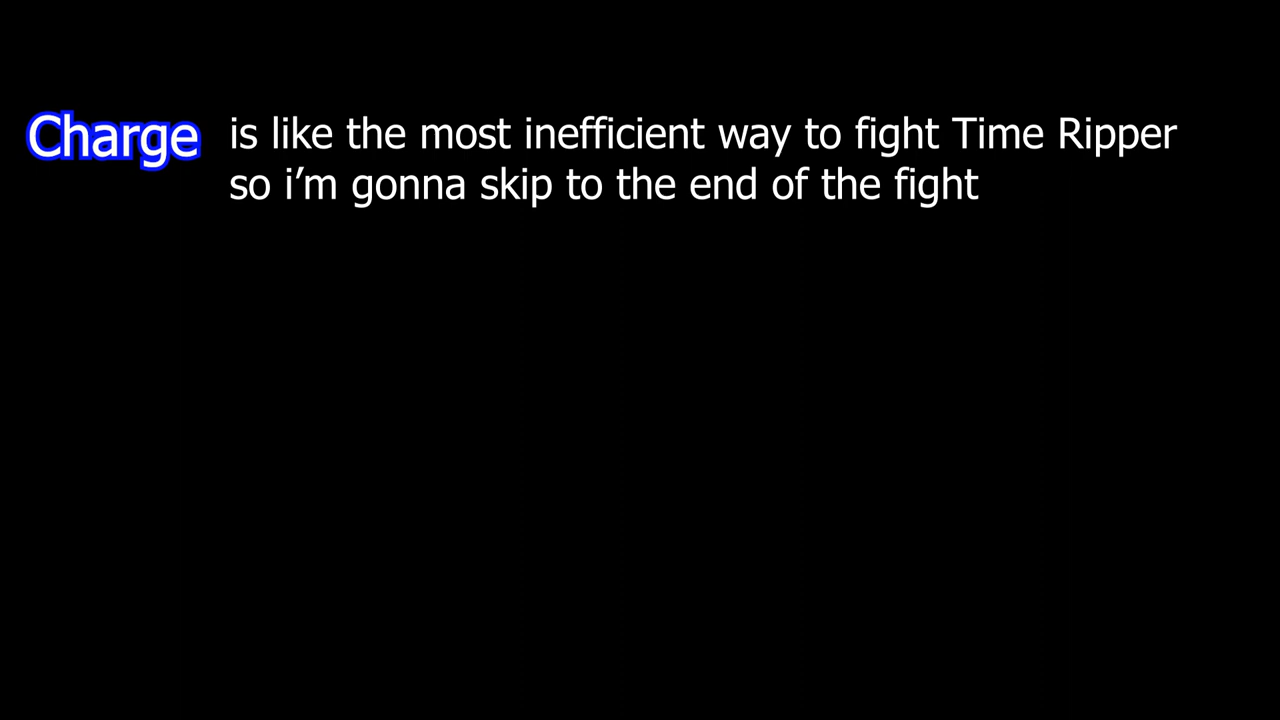 Charge is like the most inefficient way to fight Time Ripper
so i’m gonna skip to the end of the fight